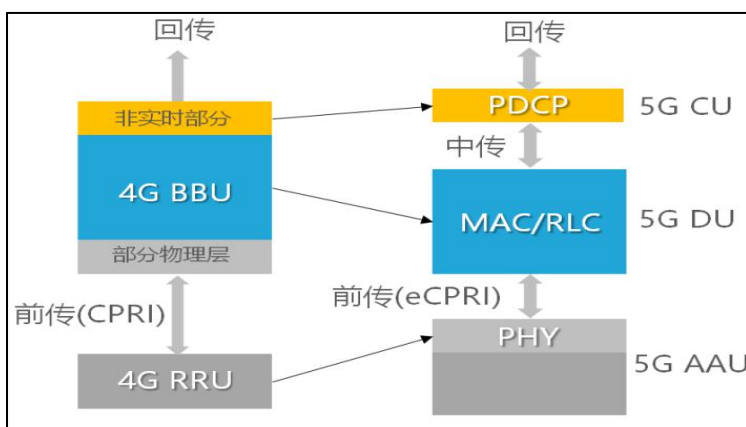 回传
非实时部分
4G BBU
部分物理层
前传(CPRI)
4G RRU
回传
PDCP
5G CU
中传
MAC/RLC
5G DU
前传(eCPRI)
PHY
5G AAU